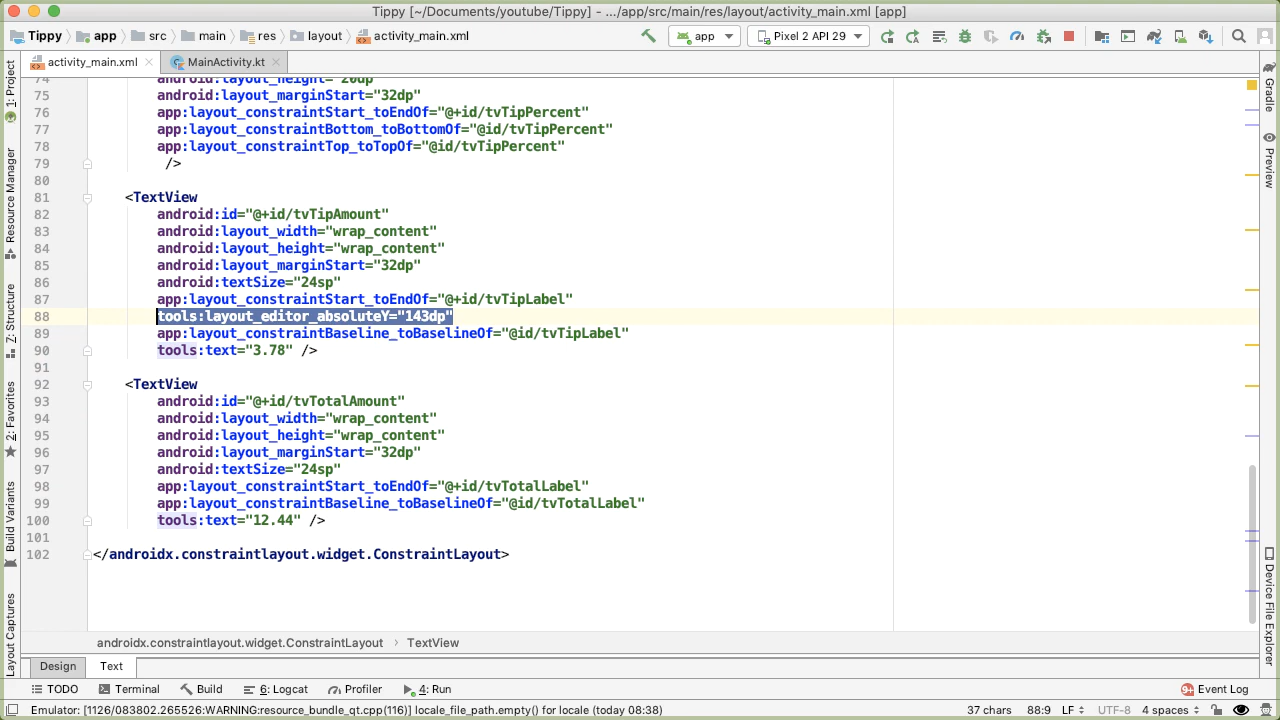 Tippy [~/Documents/youtube/Tippy] - .../app/src/main/res/layout/activity_main.xml [app]
Tippy app src main res layout activity_main.xml app Pixel 2 API 29
activity_main.xml MainActivity.kt
74 android:layout_height="20dp"
75 android:layout_marginStart="32dp"
76 app:layout_constraintStart_toEndOf="@+id/tvTipPercent"
77 app:layout_constraintBottom_toBottomOf="@id/tvTipPercent"
78 app:layout_constraintTop_toTopOf="@id/tvTipPercent"
79 />
80
81 <TextView
82 android:id="@+id/tvTipAmount"
83 android:layout_width="wrap_content"
84 android:layout_height="wrap_content"
85 android:layout_marginStart="32dp"
86 android:textSize="24sp"
87 app:layout_constraintStart_toEndOf="@+id/tvTipLabel"
88 tools:layout_editor_absoluteY="143dp"
89 app:layout_constraintBaseline_toBaselineOf="@id/tvTipLabel"
90 tools:text="3.78" />
91
92 <TextView
93 android:id="@+id/tvTotalAmount"
94 android:layout_width="wrap_content"
95 android:layout_height="wrap_content"
96 android:layout_marginStart="32dp"
97 android:textSize="24sp"
98 app:layout_constraintStart_toEndOf="@+id/tvTotalLabel"
99 app:layout_constraintBaseline_toBaselineOf="@id/tvTotalLabel"
100 tools:text="12.44" />
101
102 </androidx.constraintlayout.widget.ConstraintLayout>
androidx.constraintlayout.widget.ConstraintLayout › TextView
Design Text
TODO Terminal Build 6: Logcat Profiler 4: Run 9+ Event Log
Emulator: [1126/083802.265526:WARNING:resource_bundle_qt.cpp(116)] locale_file_path.empty() for locale (today 08:38) 37 chars 88:9 LF UTF-8 4 spaces
1: Project
Resource Manager
Z: Structure
2: Favorites
Build Variants
Layout Captures
Gradle
Preview
Device File Explorer